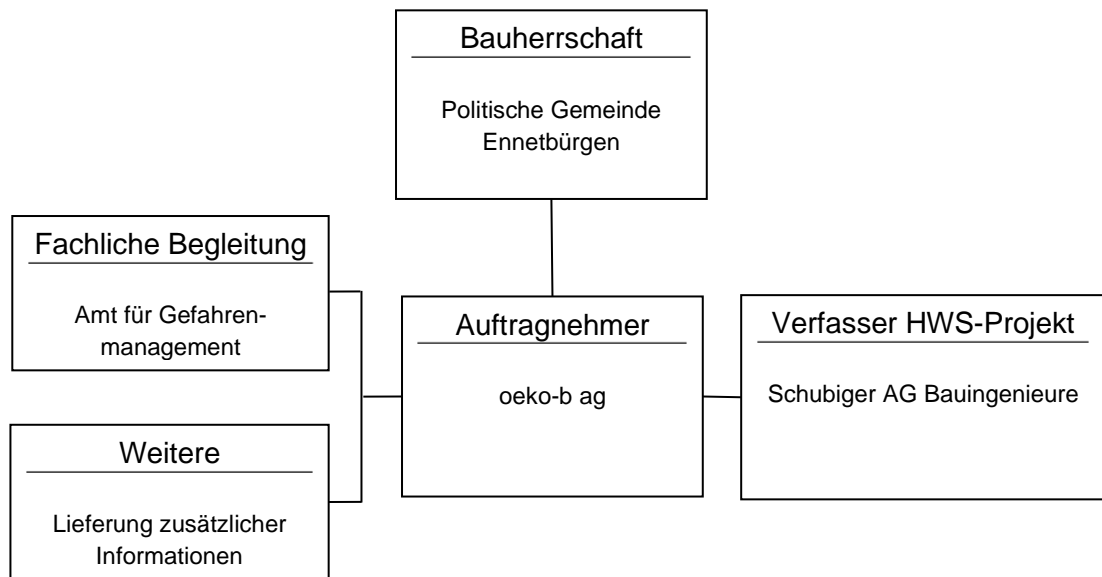 Bauherrschaft
Politische Gemeinde
Ennetbürgen
Fachliche Begleitung
Amt für Gefahren-
management
Auftragnehmer
oeko-b ag
Verfasser HWS-Projekt
Schubiger AG Bauingenieure
Weitere
Lieferung zusätzlicher
Informationen